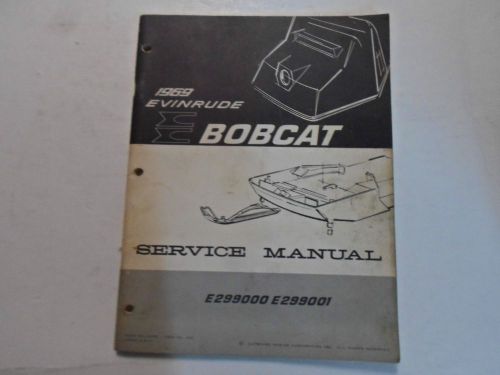 1969
EVINRUDE
BOBCAT
SERVICE MANUAL
E299000 E299001